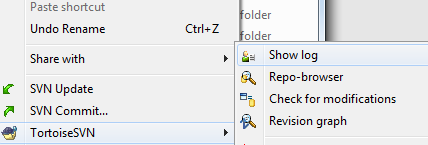 Paste shortcut
Undo Rename Ctrl+Z
Share with
SVN Update
SVN Commit...
TortoiseSVN
folder
folder
Show log
Repo-browser
Check for modifications
Revision graph